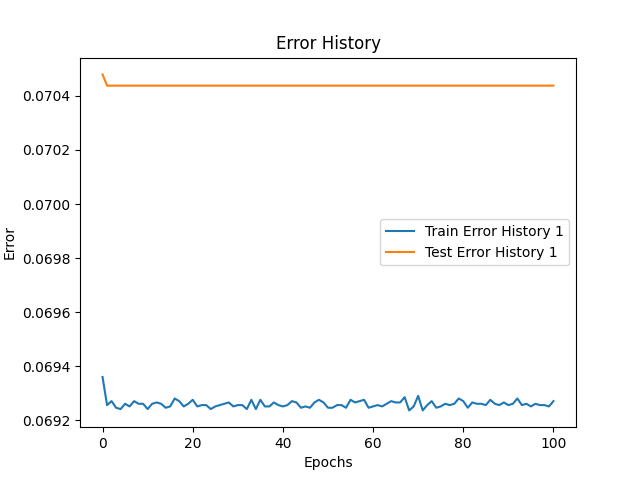 Error History
0.0704
0.0702
0.0700
0.0698
0.0696
0.0694
0.0692
Error
Train Error History 1
Test Error History 1
0 20 40 60 80 100
Epochs